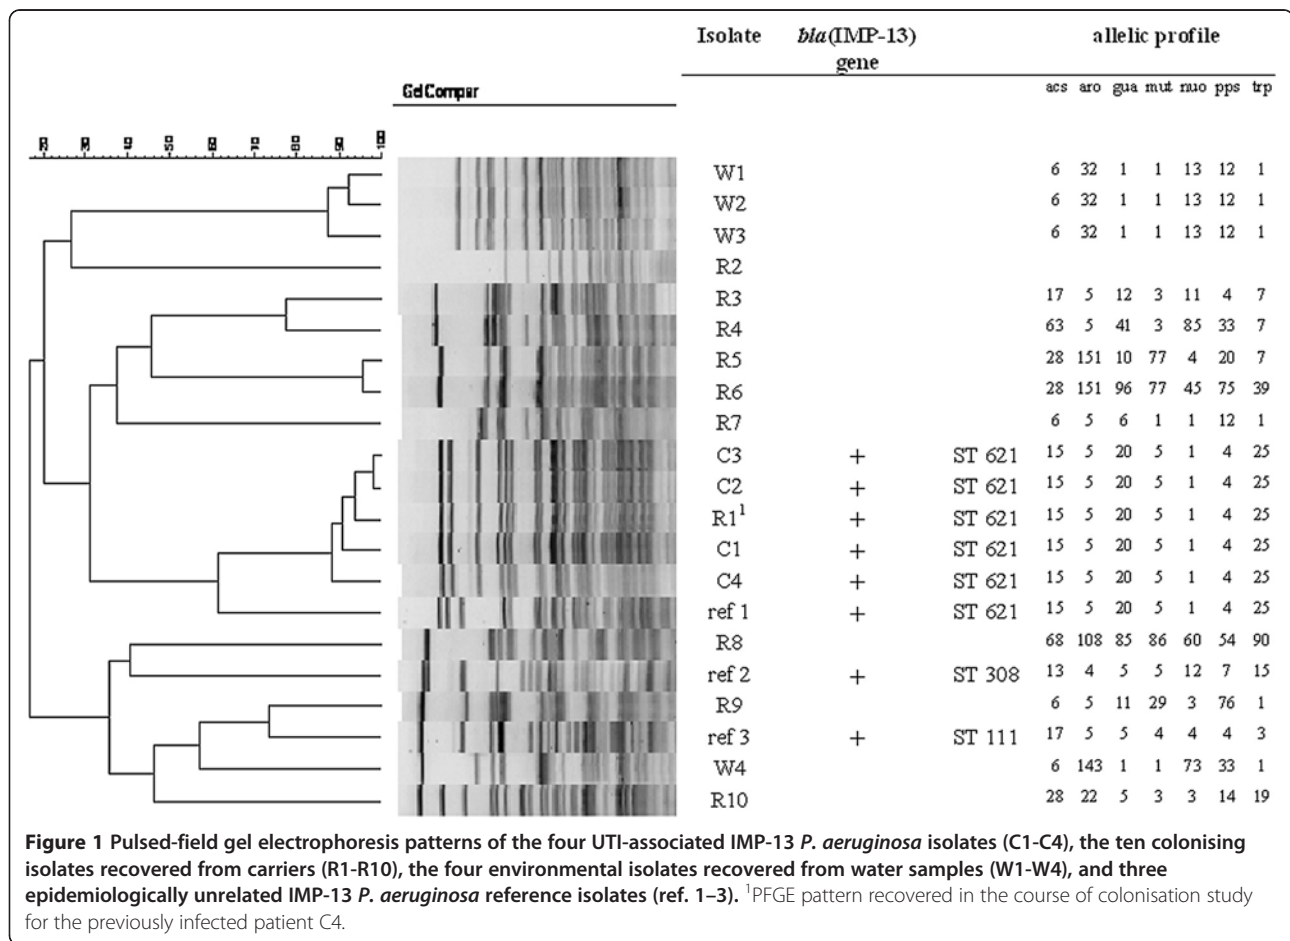 Isolate bla(IMP-13) allelic profile
gene
GelCompar
acs aro gua mut nuo pps trp
20 30 40 50 60 70 80 90 100
W1 6 32 1 1 13 12 1
W2 6 32 1 1 13 12 1
W3 6 32 1 1 13 12 1
R2
R3 17 5 12 3 11 4 7
R4 63 5 41 3 85 33 7
R5 28 151 10 77 4 20 7
R6 28 151 96 77 45 75 39
R7 6 5 6 1 1 12 1
C3 + ST 621 15 5 20 5 1 4 25
C2 + ST 621 15 5 20 5 1 4 25
R1¹ + ST 621 15 5 20 5 1 4 25
C1 + ST 621 15 5 20 5 1 4 25
C4 + ST 621 15 5 20 5 1 4 25
ref 1 + ST 621 15 5 20 5 1 4 25
R8 68 108 85 86 60 54 90
ref 2 + ST 308 13 4 5 5 12 7 15
R9 6 5 11 29 3 76 1
ref 3 + ST 111 17 5 5 4 4 4 3
W4 6 143 1 1 73 33 1
R10 28 22 5 3 3 14 19
Figure 1 Pulsed-field gel electrophoresis patterns of the four UTI-associated IMP-13 P. aeruginosa isolates (C1-C4), the ten colonising
isolates recovered from carriers (R1-R10), the four environmental isolates recovered from water samples (W1-W4), and three
epidemiologically unrelated IMP-13 P. aeruginosa reference isolates (ref. 1–3). ¹PFGE pattern recovered in the course of colonisation study
for the previously infected patient C4.